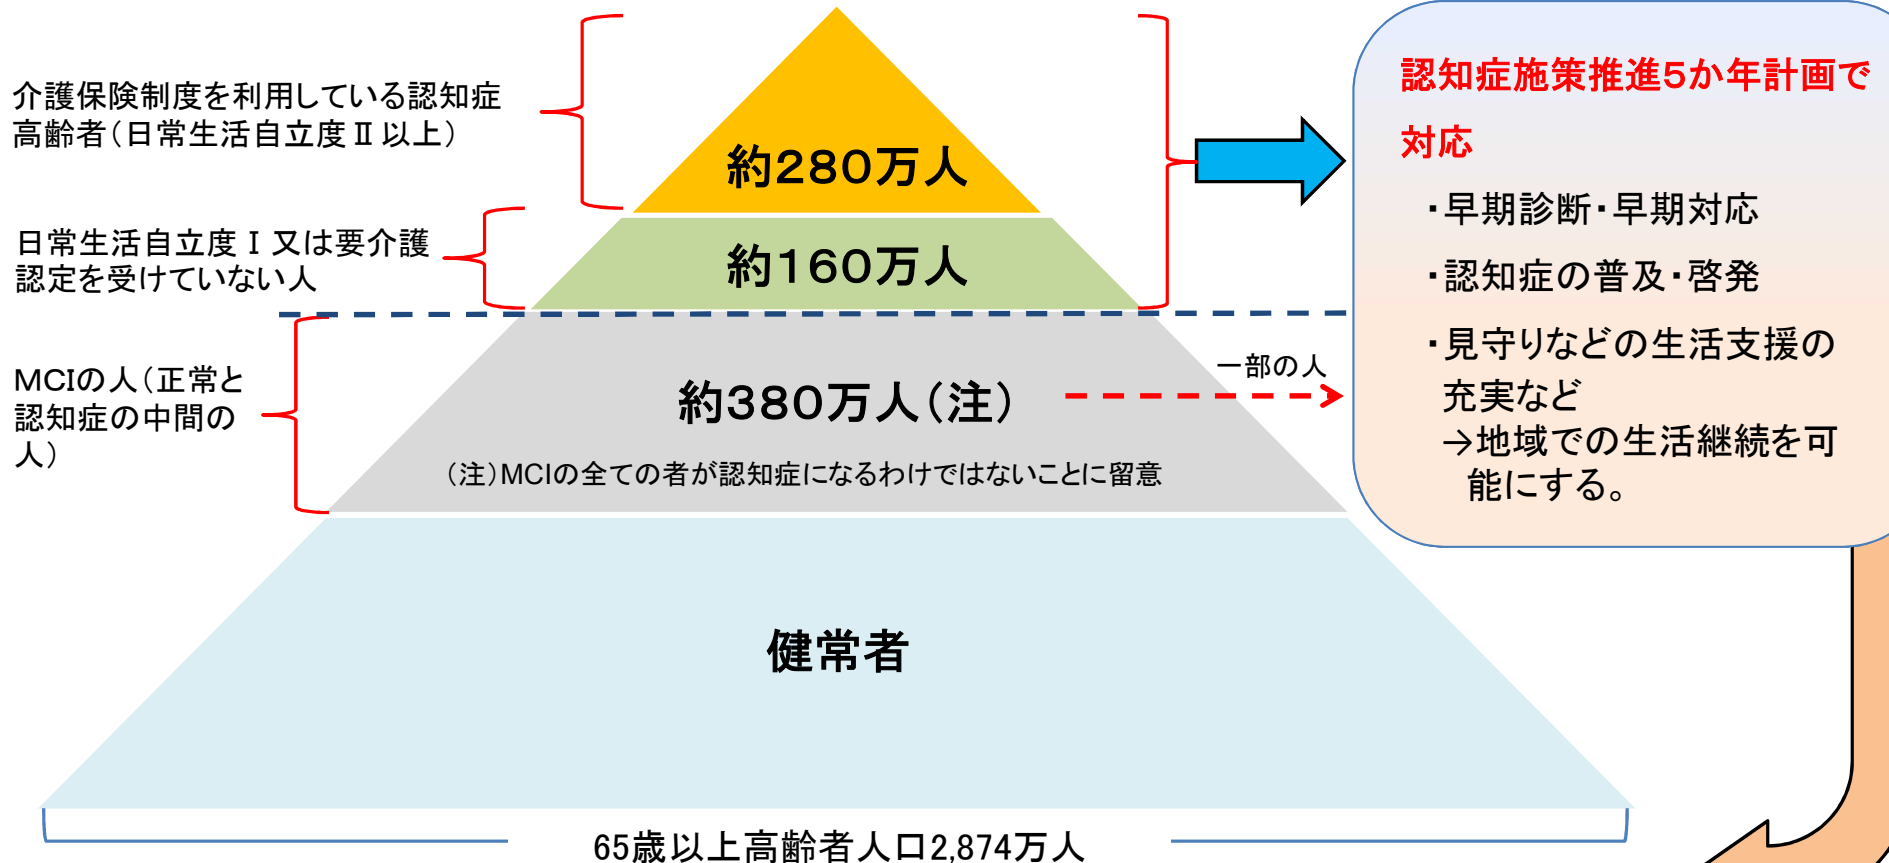 介護保険制度を利用している認知症
高齢者（日常生活自立度Ⅱ以上）
約280万人
日常生活自立度Ⅰ又は要介護
認定を受けていない人
約160万人
MCIの人（正常と
認知症の中間の
人）
約380万人（注）
（注）MCIの全ての者が認知症になるわけではないことに留意
一部の人
健常者
65歳以上高齢者人口2,874万人
認知症施策推進5か年計画で
対応
・早期診断・早期対応
・認知症の普及・啓発
・見守りなどの生活支援の
充実など
→地域での生活継続を可
能にする。